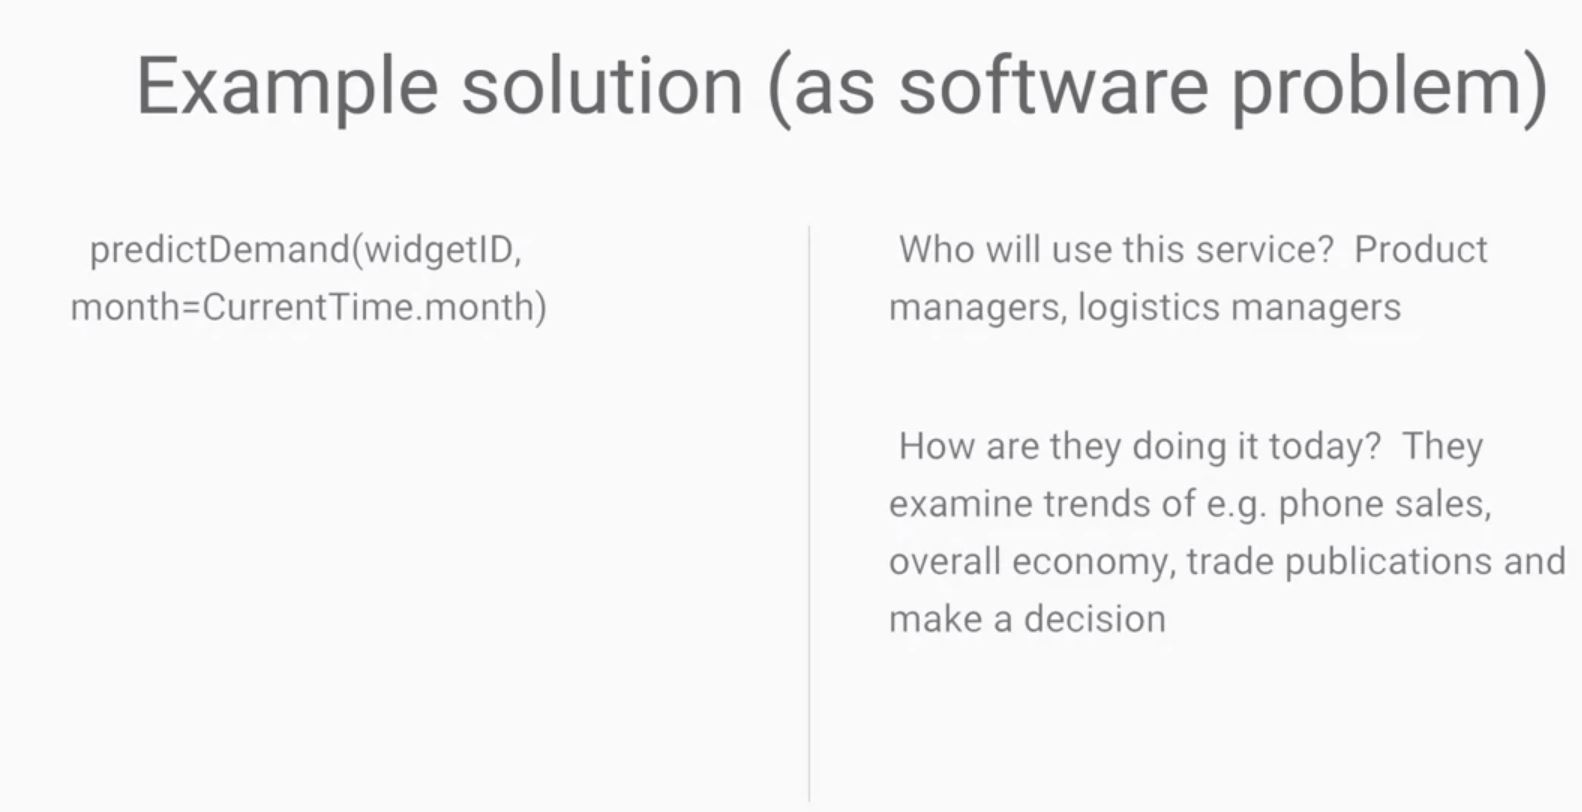 Example solution (as software problem)
predictDemand(widgetID,
month=CurrentTime.month)
Who will use this service?  Product
managers, logistics managers
How are they doing it today?  They
examine trends of e.g. phone sales,
overall economy, trade publications and
make a decision